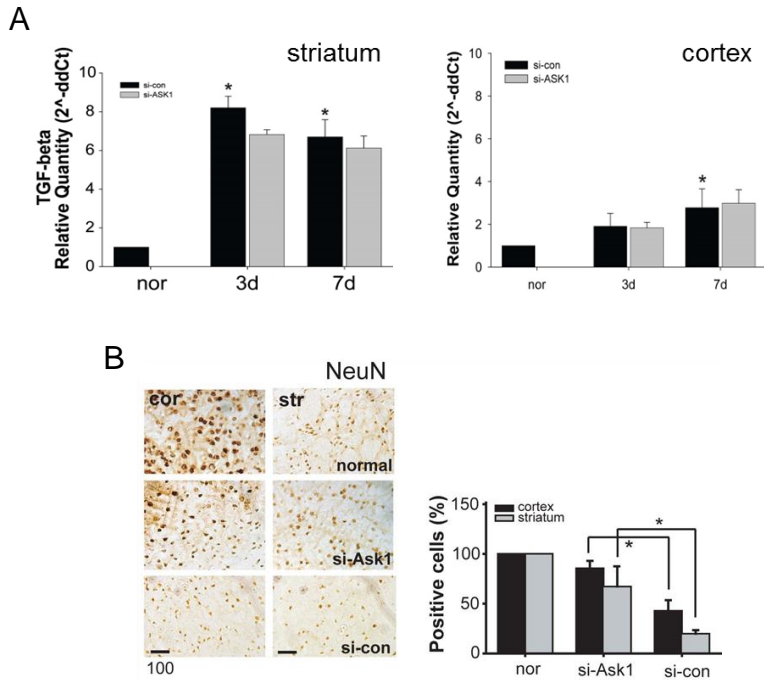 A
striatum
cortex
si-con
si-ASK1
TGF-beta
Relative Quantity (2^-ddCt)
10
8
6
4
2
0
*
*
nor
3d
7d
si-con
si-ASK1
Relative Quantity (2^-ddCt)
10
8
6
4
2
0
*
nor
3d
7d
B
NeuN
cor
str
normal
si-Ask1
si-con
100
cortex
striatum
Positive cells (%)
150
100
50
0
*
*
nor
si-Ask1
si-con